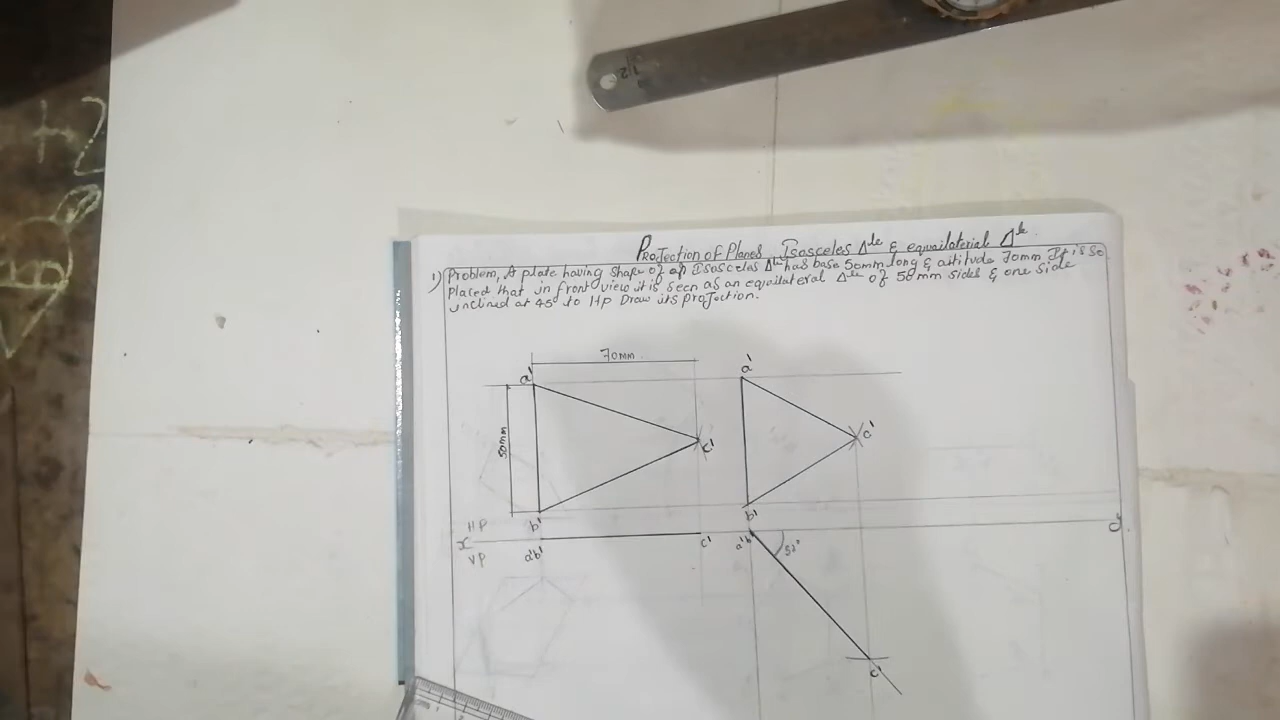 Projection of Planes Isosceles Δle & equailaterial Δle.
1) Problem, A plate having shape of an Isosceles Δle has base 50mm long & altitude 70mm It is so
Placed that in front view it is seen as an equilateral Δle of 50mm sides & one side
inclined at 45° to Hp Draw its projection.
70mm
a'
a'
50mm
c'
c'
b'
b'
HP
X
VP
a'b'
c'
a'b'
52°
c'